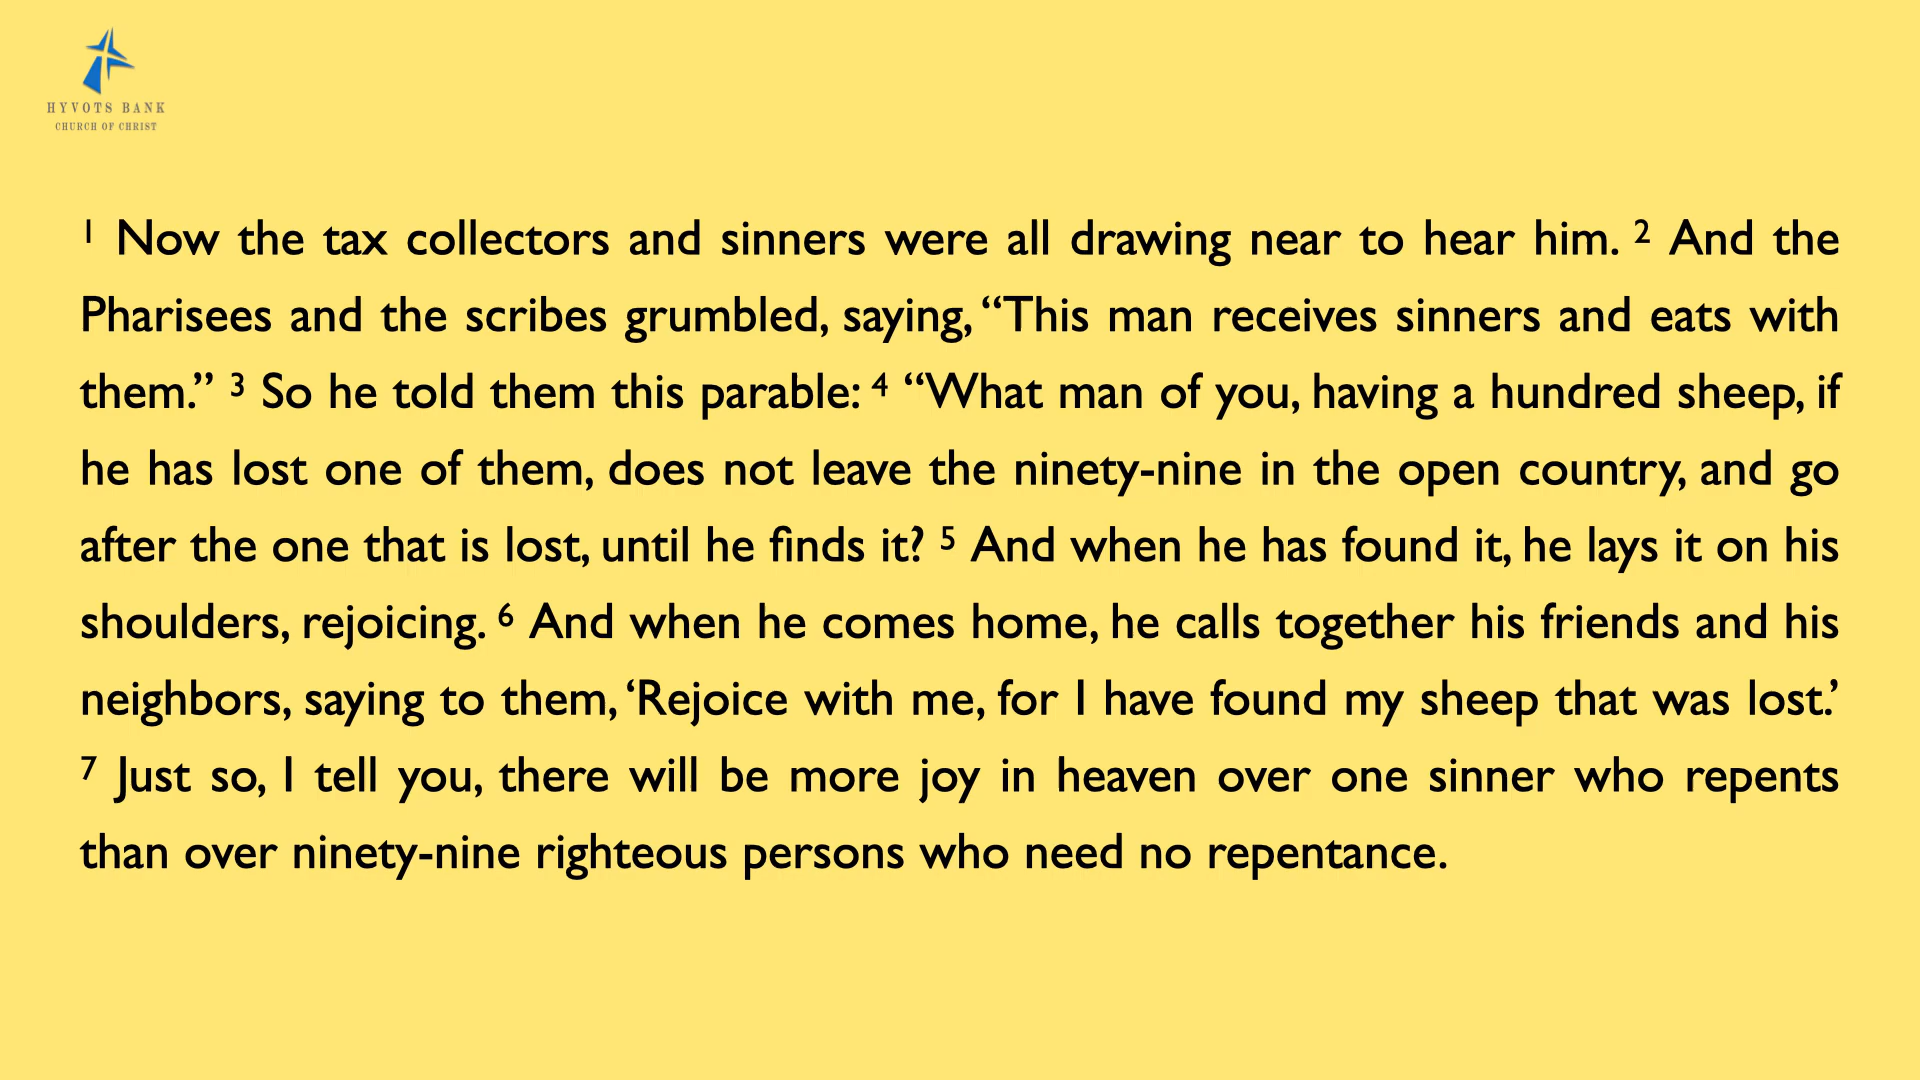 HYVOTS BANK
CHURCH OF CHRIST
¹ Now the tax collectors and sinners were all drawing near to hear him. ² And the
Pharisees and the scribes grumbled, saying, “This man receives sinners and eats with
them.” ³ So he told them this parable: ⁴ “What man of you, having a hundred sheep, if
he has lost one of them, does not leave the ninety-nine in the open country, and go
after the one that is lost, until he finds it? ⁵ And when he has found it, he lays it on his
shoulders, rejoicing. ⁶ And when he comes home, he calls together his friends and his
neighbors, saying to them, ‘Rejoice with me, for I have found my sheep that was lost.’
⁷ Just so, I tell you, there will be more joy in heaven over one sinner who repents
than over ninety-nine righteous persons who need no repentance.